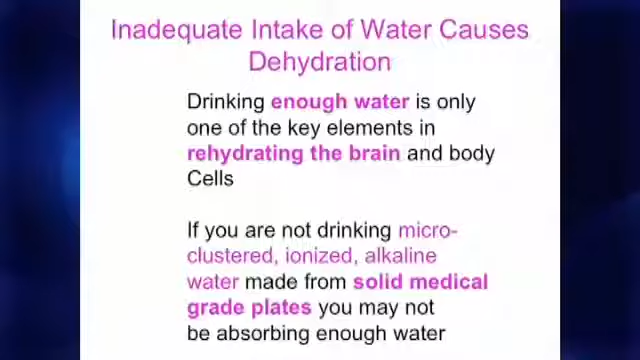 Inadequate Intake of Water Causes
Dehydration
Drinking enough water is only
one of the key elements in
rehydrating the brain and body
Cells
If you are not drinking micro-
clustered, ionized, alkaline
water made from solid medical
grade plates you may not
be absorbing enough water